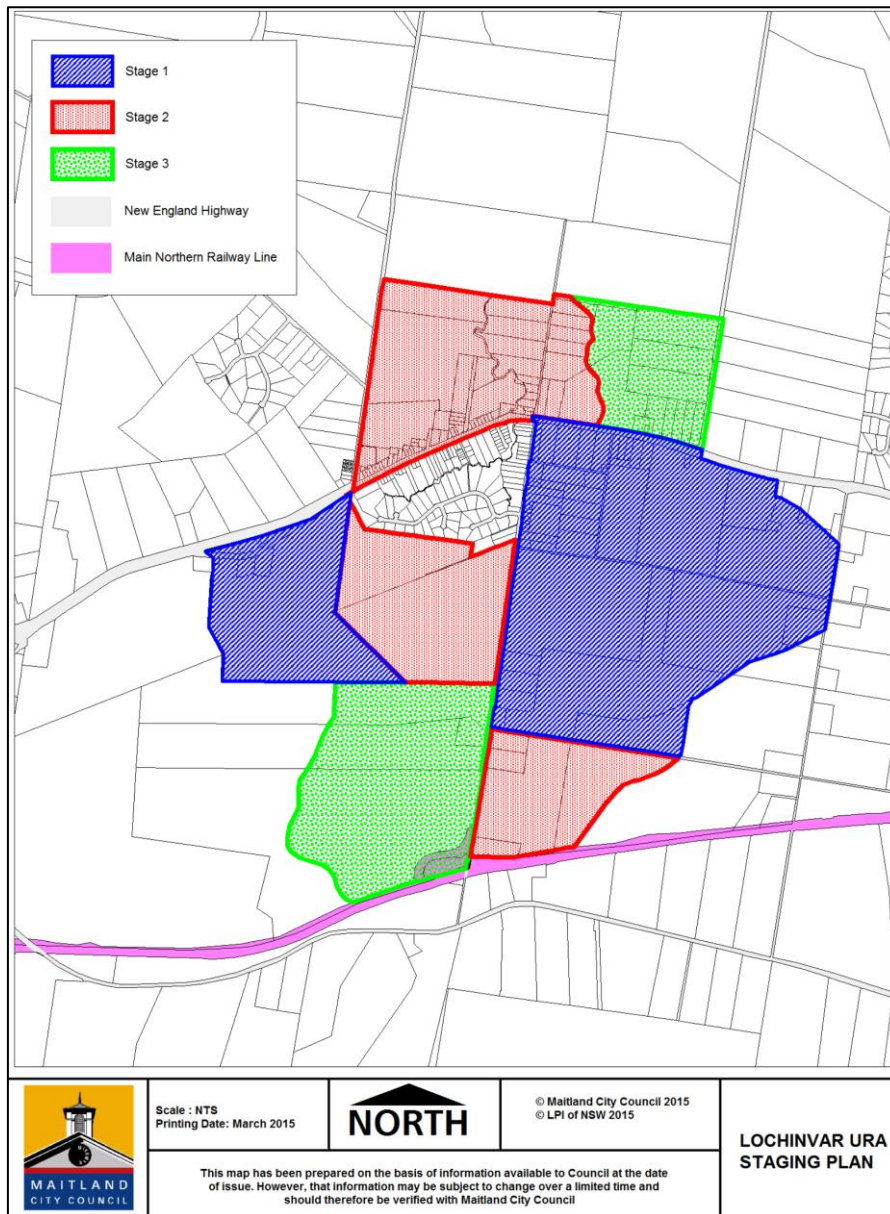 Stage 1
Stage 2
Stage 3
New England Highway
Main Northern Railway Line
MAITLAND
CITY COUNCIL
Scale : NTS
Printing Date: March 2015
NORTH
© Maitland City Council 2015
© LPI of NSW 2015
This map has been prepared on the basis of information available to Council at the date
of issue. However, that information may be subject to change over a limited time and
should therefore be verified with Maitland City Council
LOCHINVAR URA
STAGING PLAN